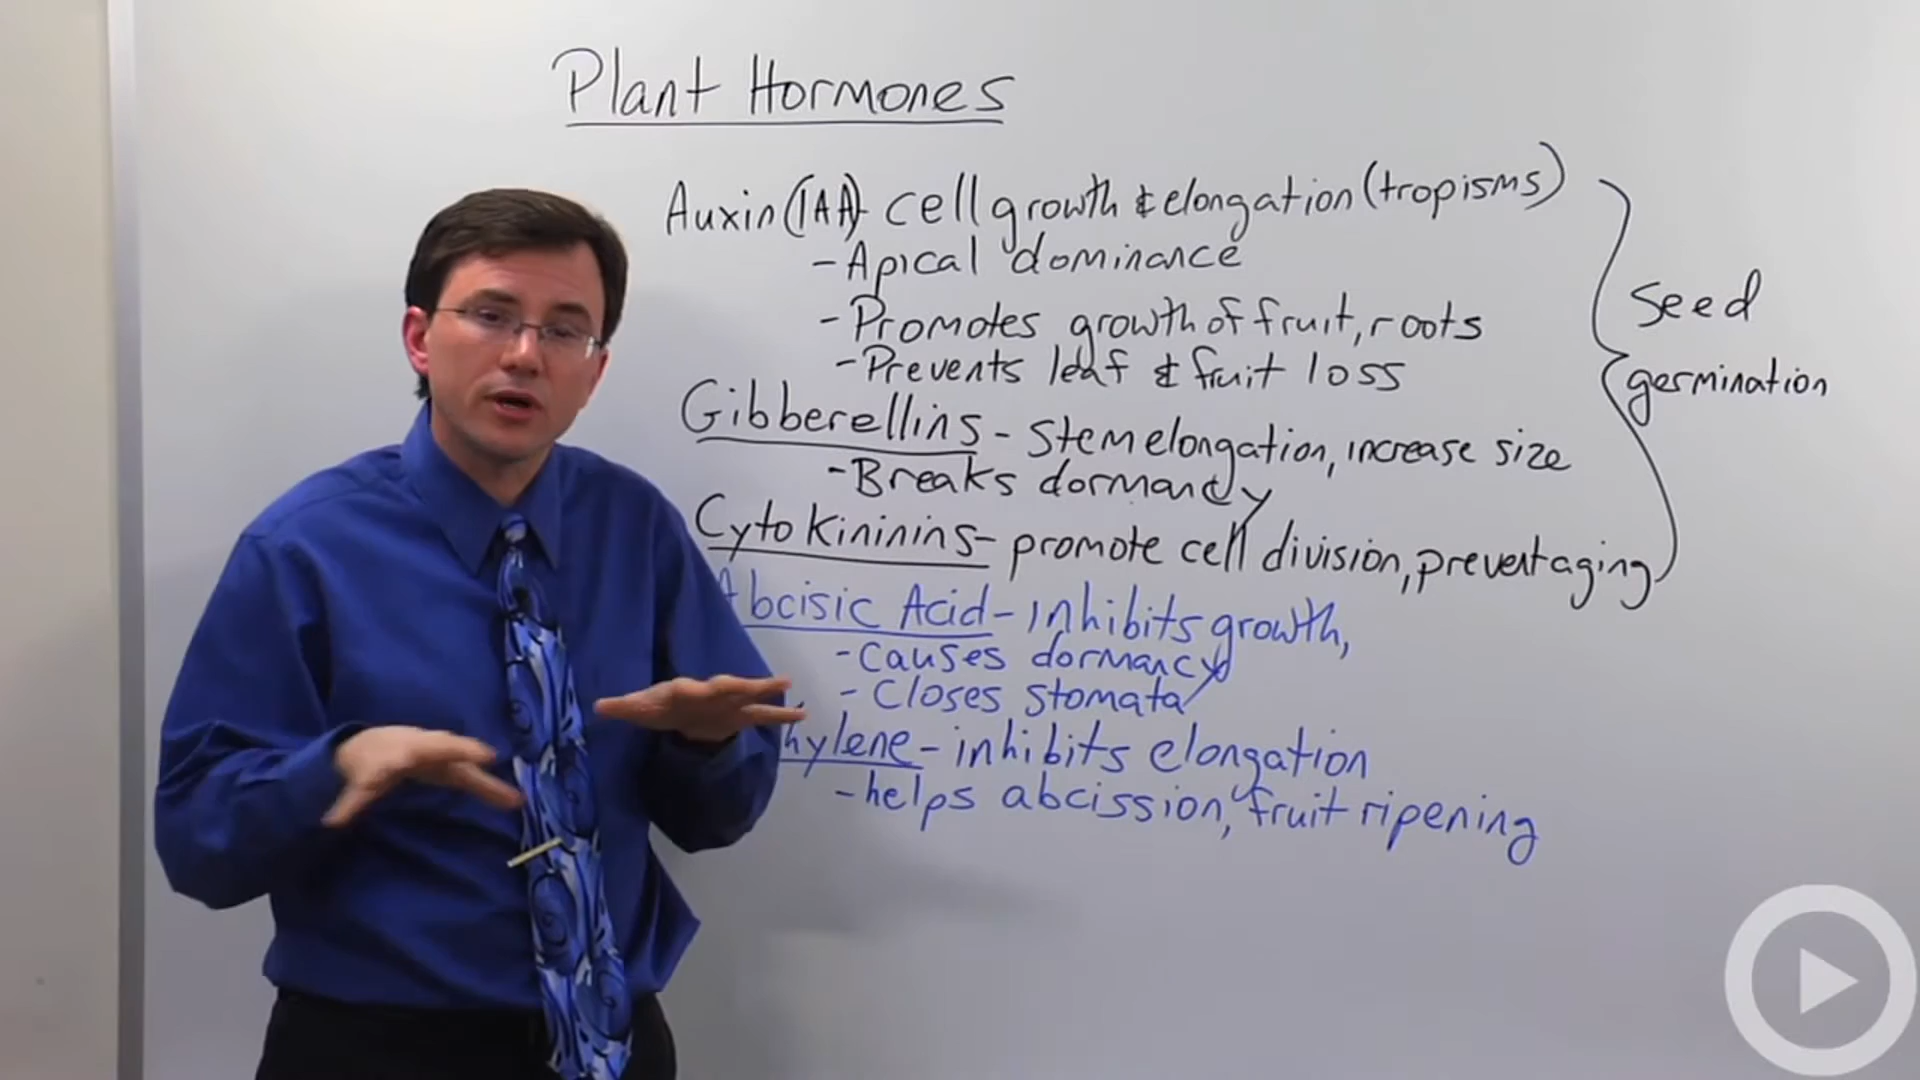 Plant Hormones
Auxin (IAA)- cell growth & elongation (tropisms)
- Apical dominance
- Promotes growth of fruit, roots
- Prevents leaf & fruit loss
Gibberellins - Stem elongation, increase size
- Breaks dormancy
Cytokininins - promote cell division, prevent aging
Seed
germination
Abcisic Acid - inhibits growth,
- Causes dormancy
- Closes stomata
hylene - inhibits elongation
- helps abcission, fruit ripening